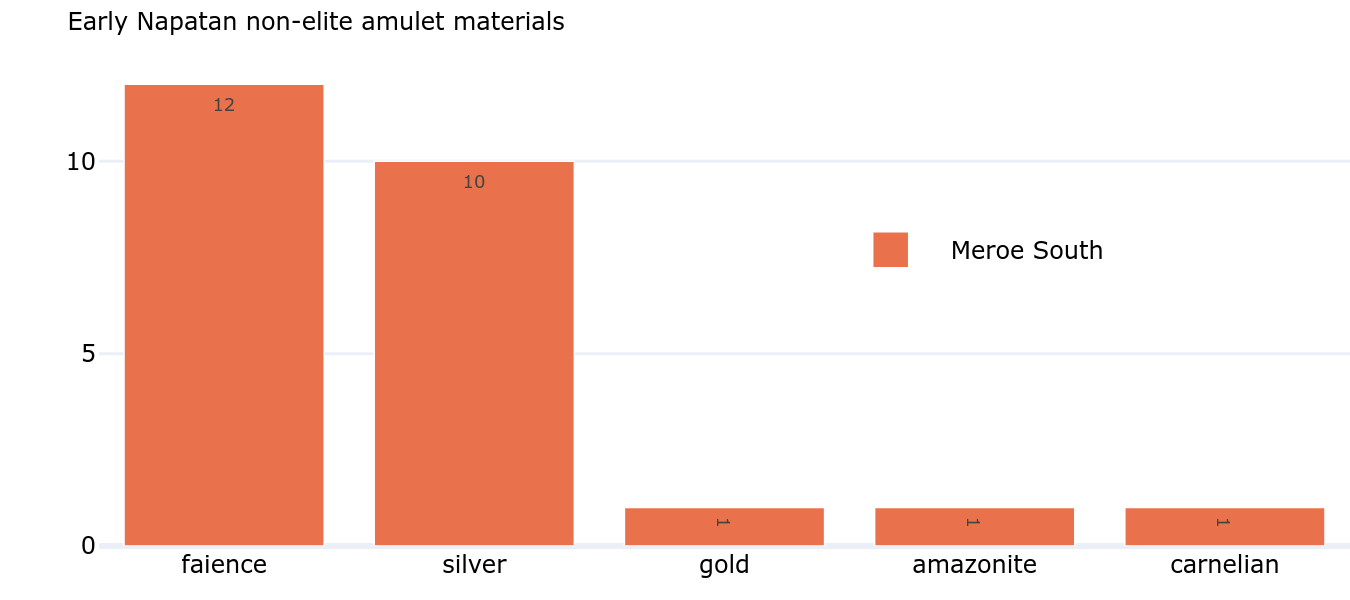 Early Napatan non-elite amulet materials
12
10
10
Meroe South
5
1
1
1
0
faience
silver
gold
amazonite
carnelian